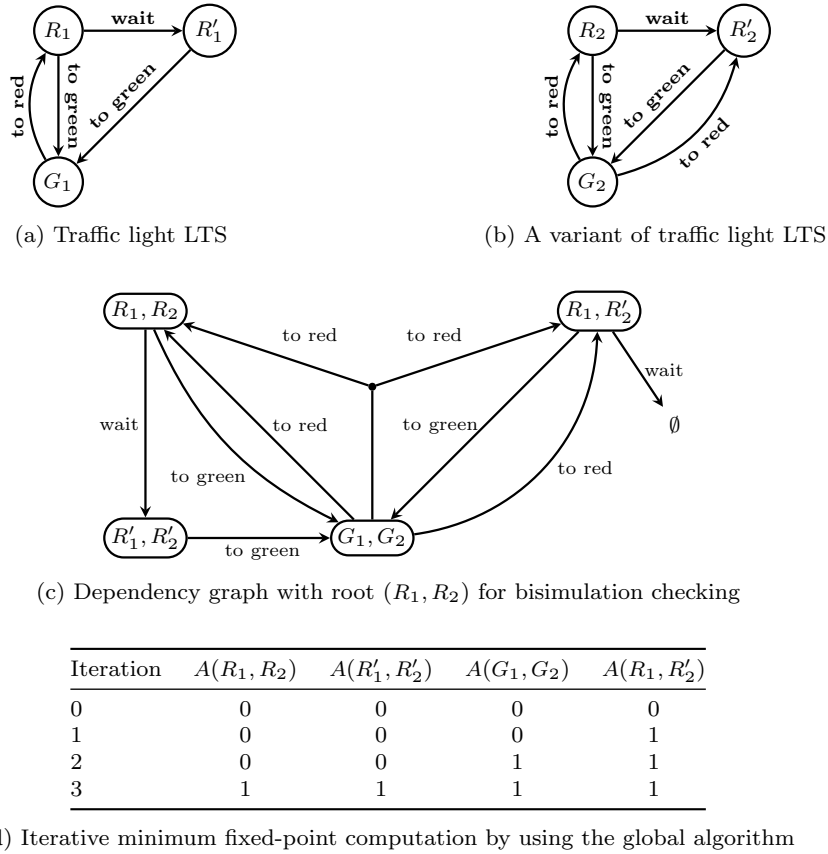 R₁ wait R′₁
to red to green to green
G₁
(a) Traffic light LTS
R₂ wait R′₂
to red to green to green to red
G₂
(b) A variant of traffic light LTS
R₁, R₂ to red to red R₁, R′₂
wait
wait to red to green ∅
to green to red
R′₁, R′₂ to green G₁, G₂
(c) Dependency graph with root (R₁, R₂) for bisimulation checking
Iteration A(R₁, R₂) A(R′₁, R′₂) A(G₁, G₂) A(R₁, R′₂)
0 0 0 0 0
1 0 0 0 1
2 0 0 1 1
3 1 1 1 1
) Iterative minimum fixed-point computation by using the global algorithm